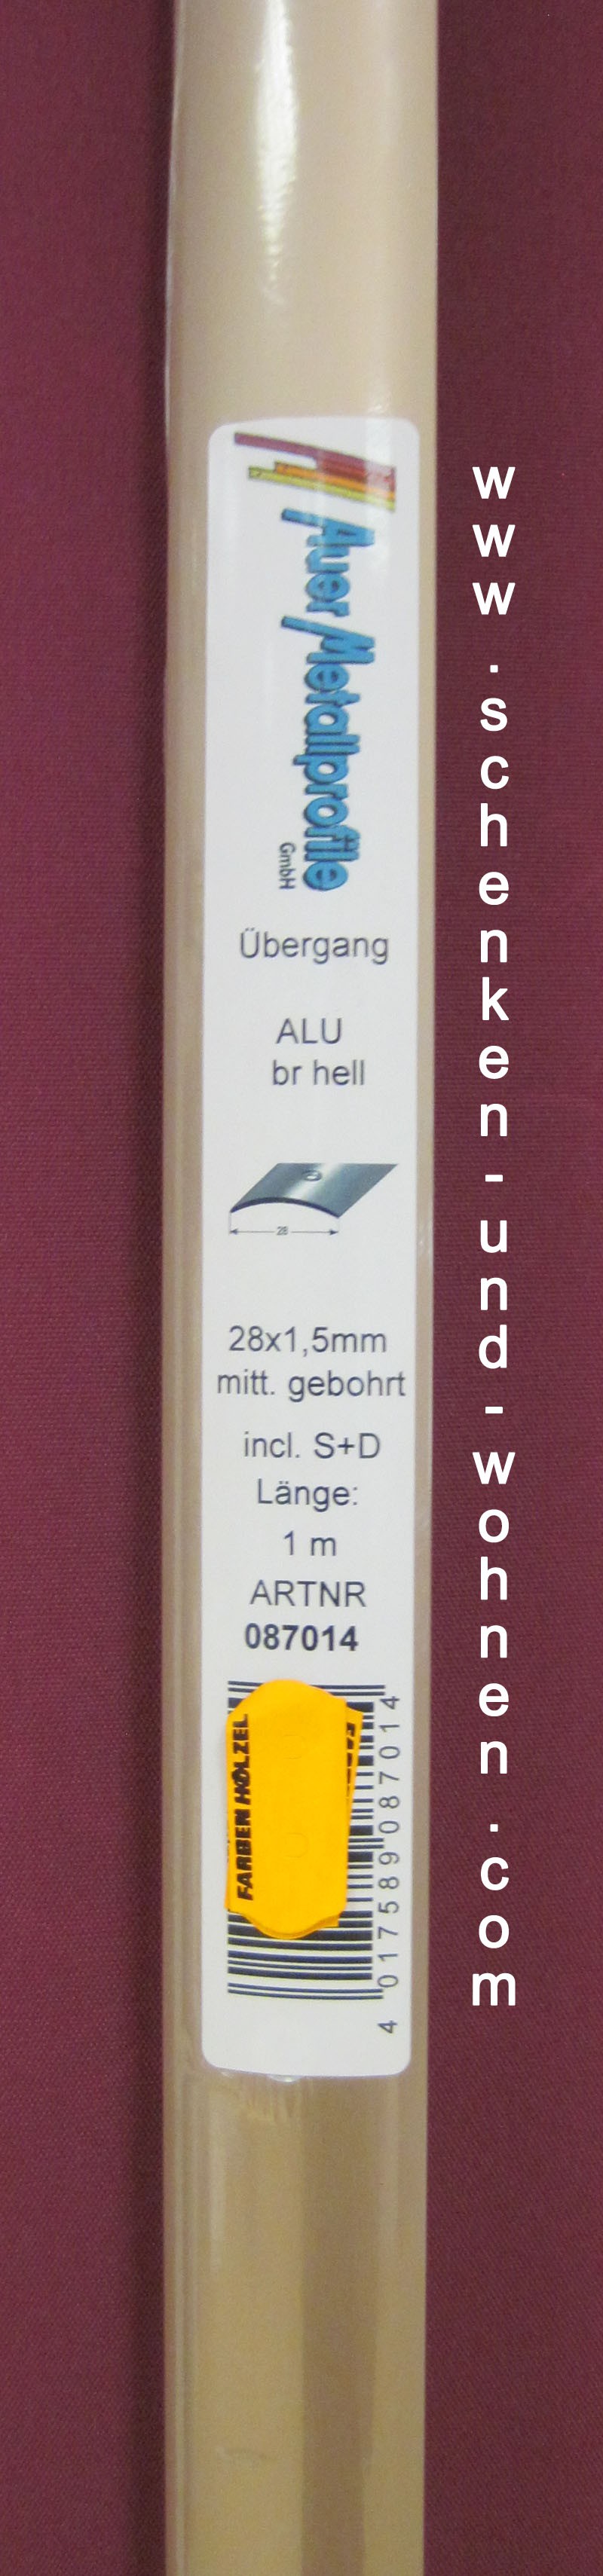 Auer Metallprofile
GmbH
Übergang
ALU
br hell
28
28x1,5mm
mitt. gebohrt
incl. S+D
Länge:
1 m
ARTNR
087014
FARBEN HÖLZEL
4 017589 087014
www.schenken-und-wohnen.com